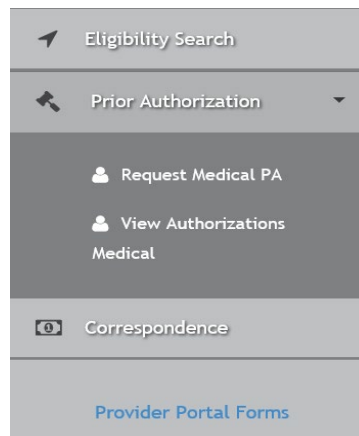 Eligibility Search
Prior Authorization
Request Medical PA
View Authorizations
Medical
Correspondence
Provider Portal Forms